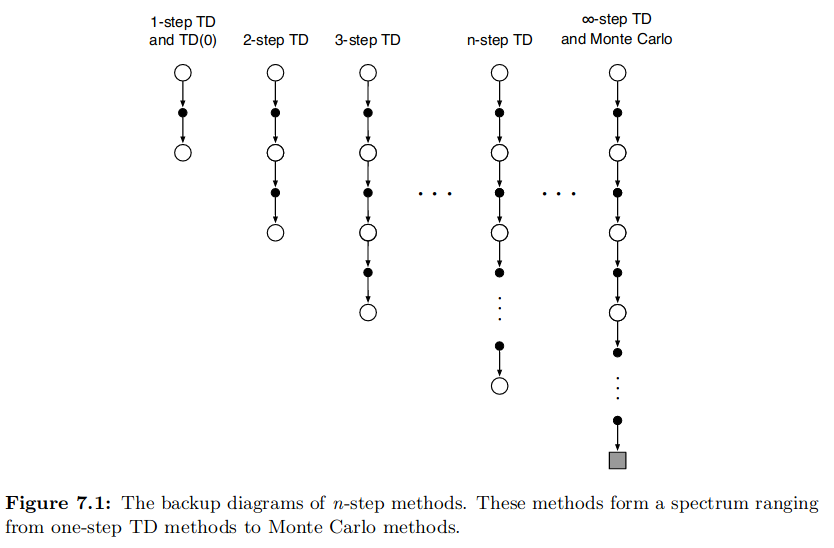 1-step TD
and TD(0)
2-step TD
3-step TD
n-step TD
∞-step TD
and Monte Carlo
Figure 7.1: The backup diagrams of n-step methods. These methods form a spectrum ranging
from one-step TD methods to Monte Carlo methods.